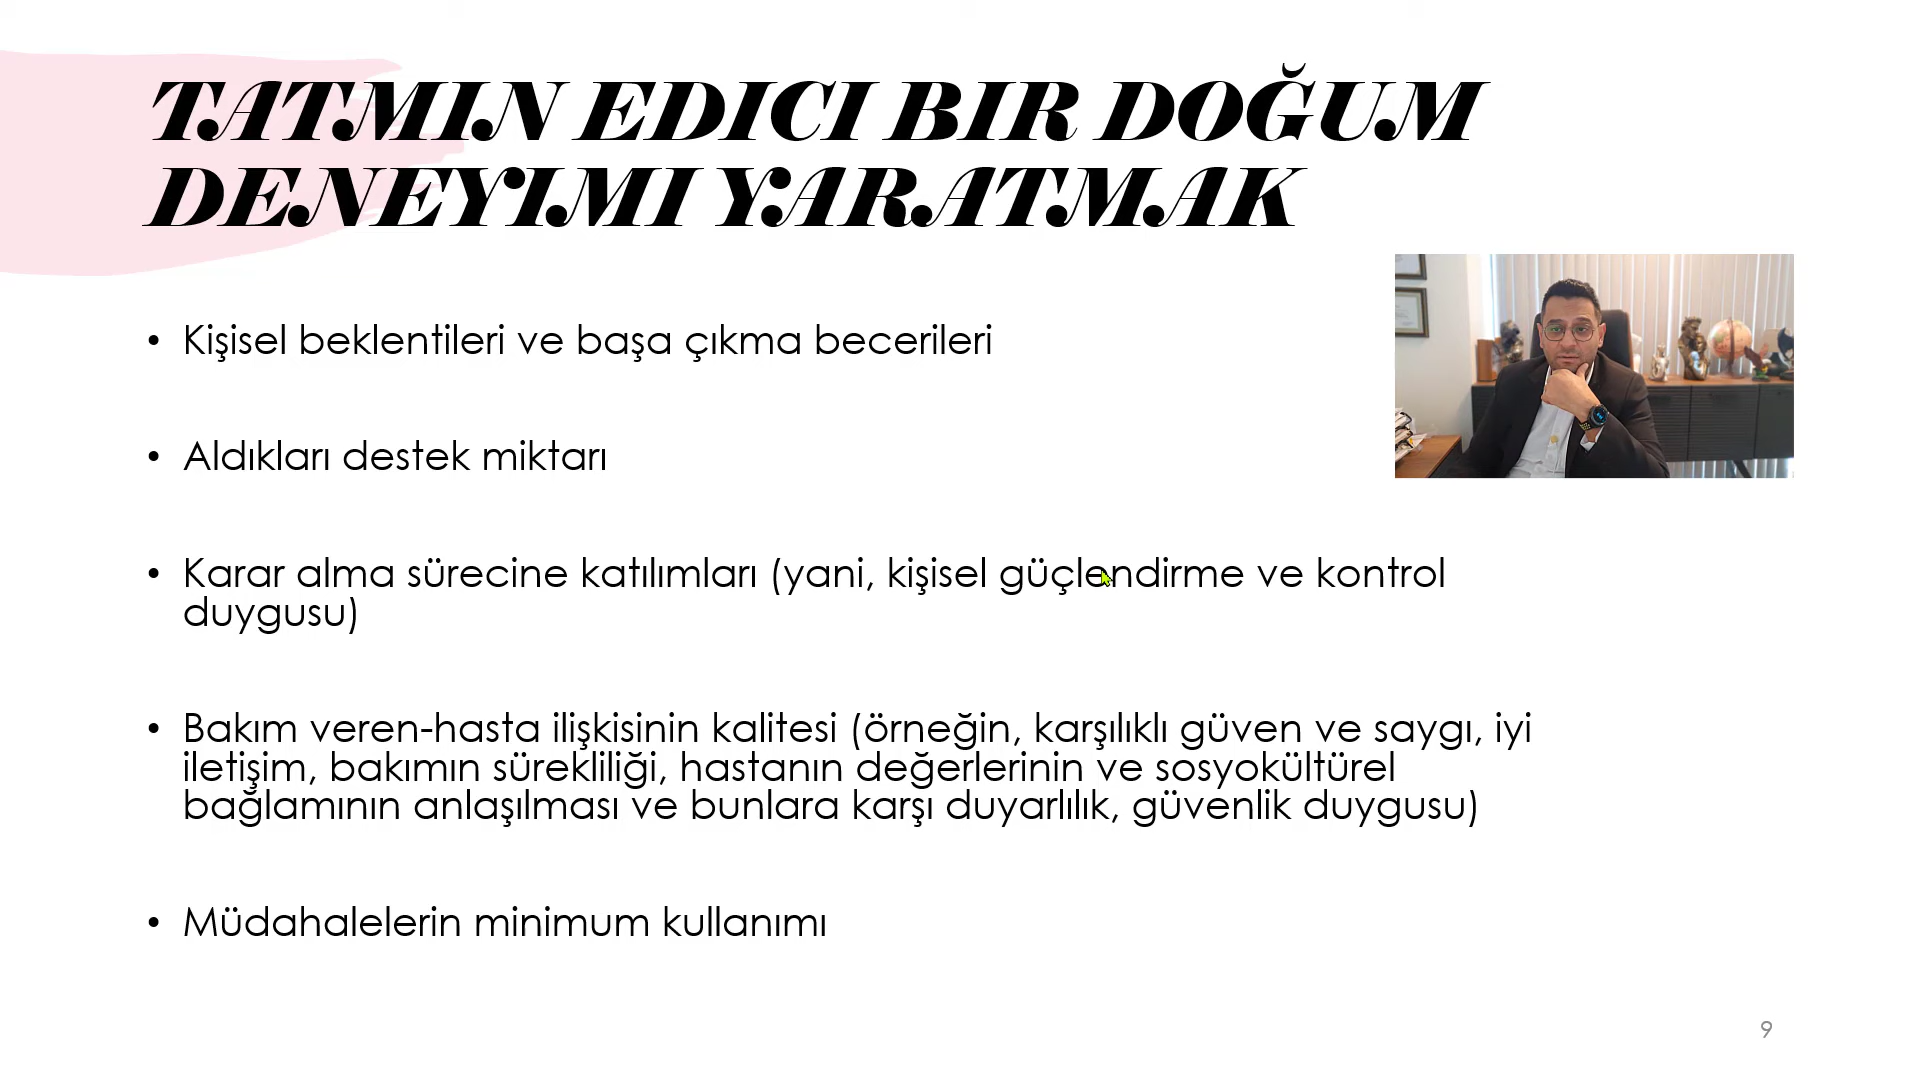 TATMIN EDICI BIR DOĞUM
DENEYIMI YARATMAK
• Kişisel beklentileri ve başa çıkma becerileri
• Aldıkları destek miktarı
• Karar alma sürecine katılımları (yani, kişisel güçlendirme ve kontrol
duygusu)
• Bakım veren-hasta ilişkisinin kalitesi (örneğin, karşılıklı güven ve saygı, iyi
iletişim, bakımın sürekliliği, hastanın değerlerinin ve sosyokültürel
bağlamının anlaşılması ve bunlara karşı duyarlılık, güvenlik duygusu)
• Müdahalelerin minimum kullanımı
9